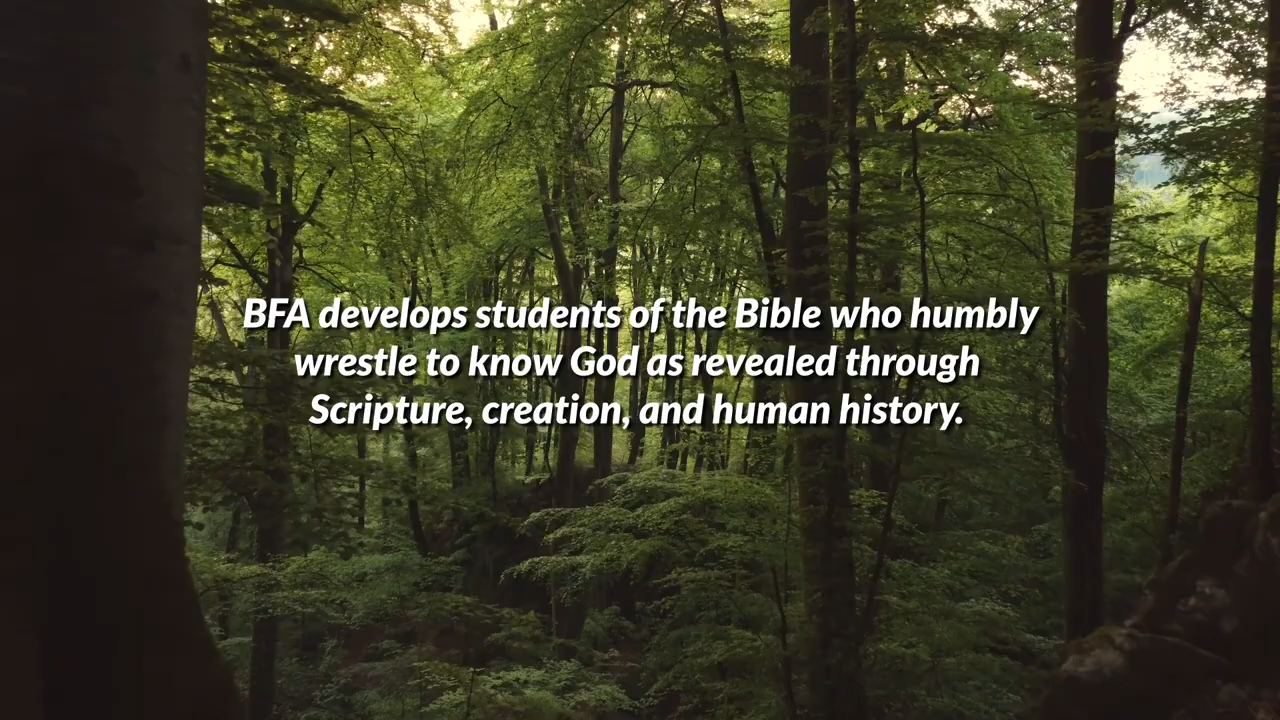 BFA develops students of the Bible who humbly
wrestle to know God as revealed through
Scripture, creation, and human history.